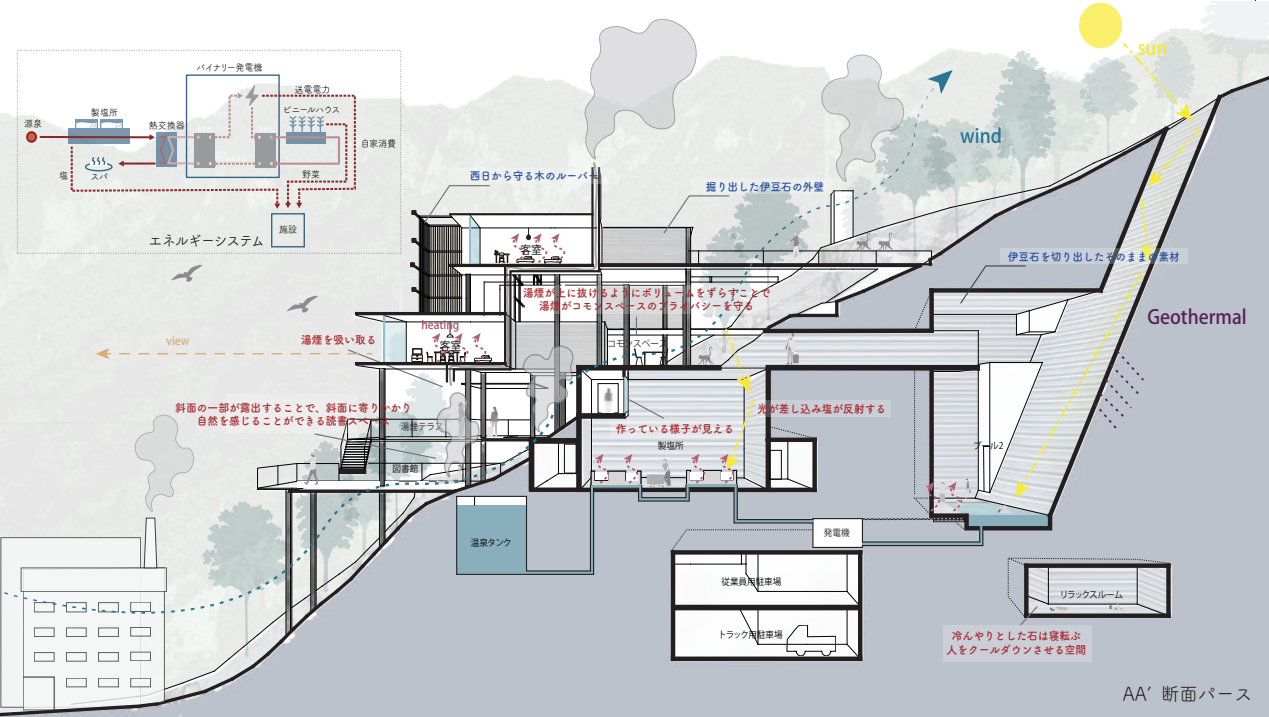 sun
wind
Geothermal
バイナリー発電機
送電電力
ビニールハウス
製塩所
源泉
熱交換器
自家消費
塩
スパ
野菜
施設
エネルギーシステム
西日から守る木のルーバー
掘り出した伊豆石の外壁
伊豆石を切り出したそのままの素材
客室
湯煙が上に抜けるようにボリュームをずらすことで
湯煙がコモンスペースのプライバシーを守る
heating
客室
コモンスペース
view
湯煙を吸い取る
斜面の一部が露出することで、斜面に寄りかかり
自然を感じることができる読書スペース
湯煙テラス
図書館
光が差し込み塩が反射する
作っている様子が見える
製塩所
プール2
温泉タンク
発電機
従業員用駐車場
トラック用駐車場
リラックスルーム
冷んやりとした石は寝転ぶ
人をクールダウンさせる空間
AA′ 断面パース